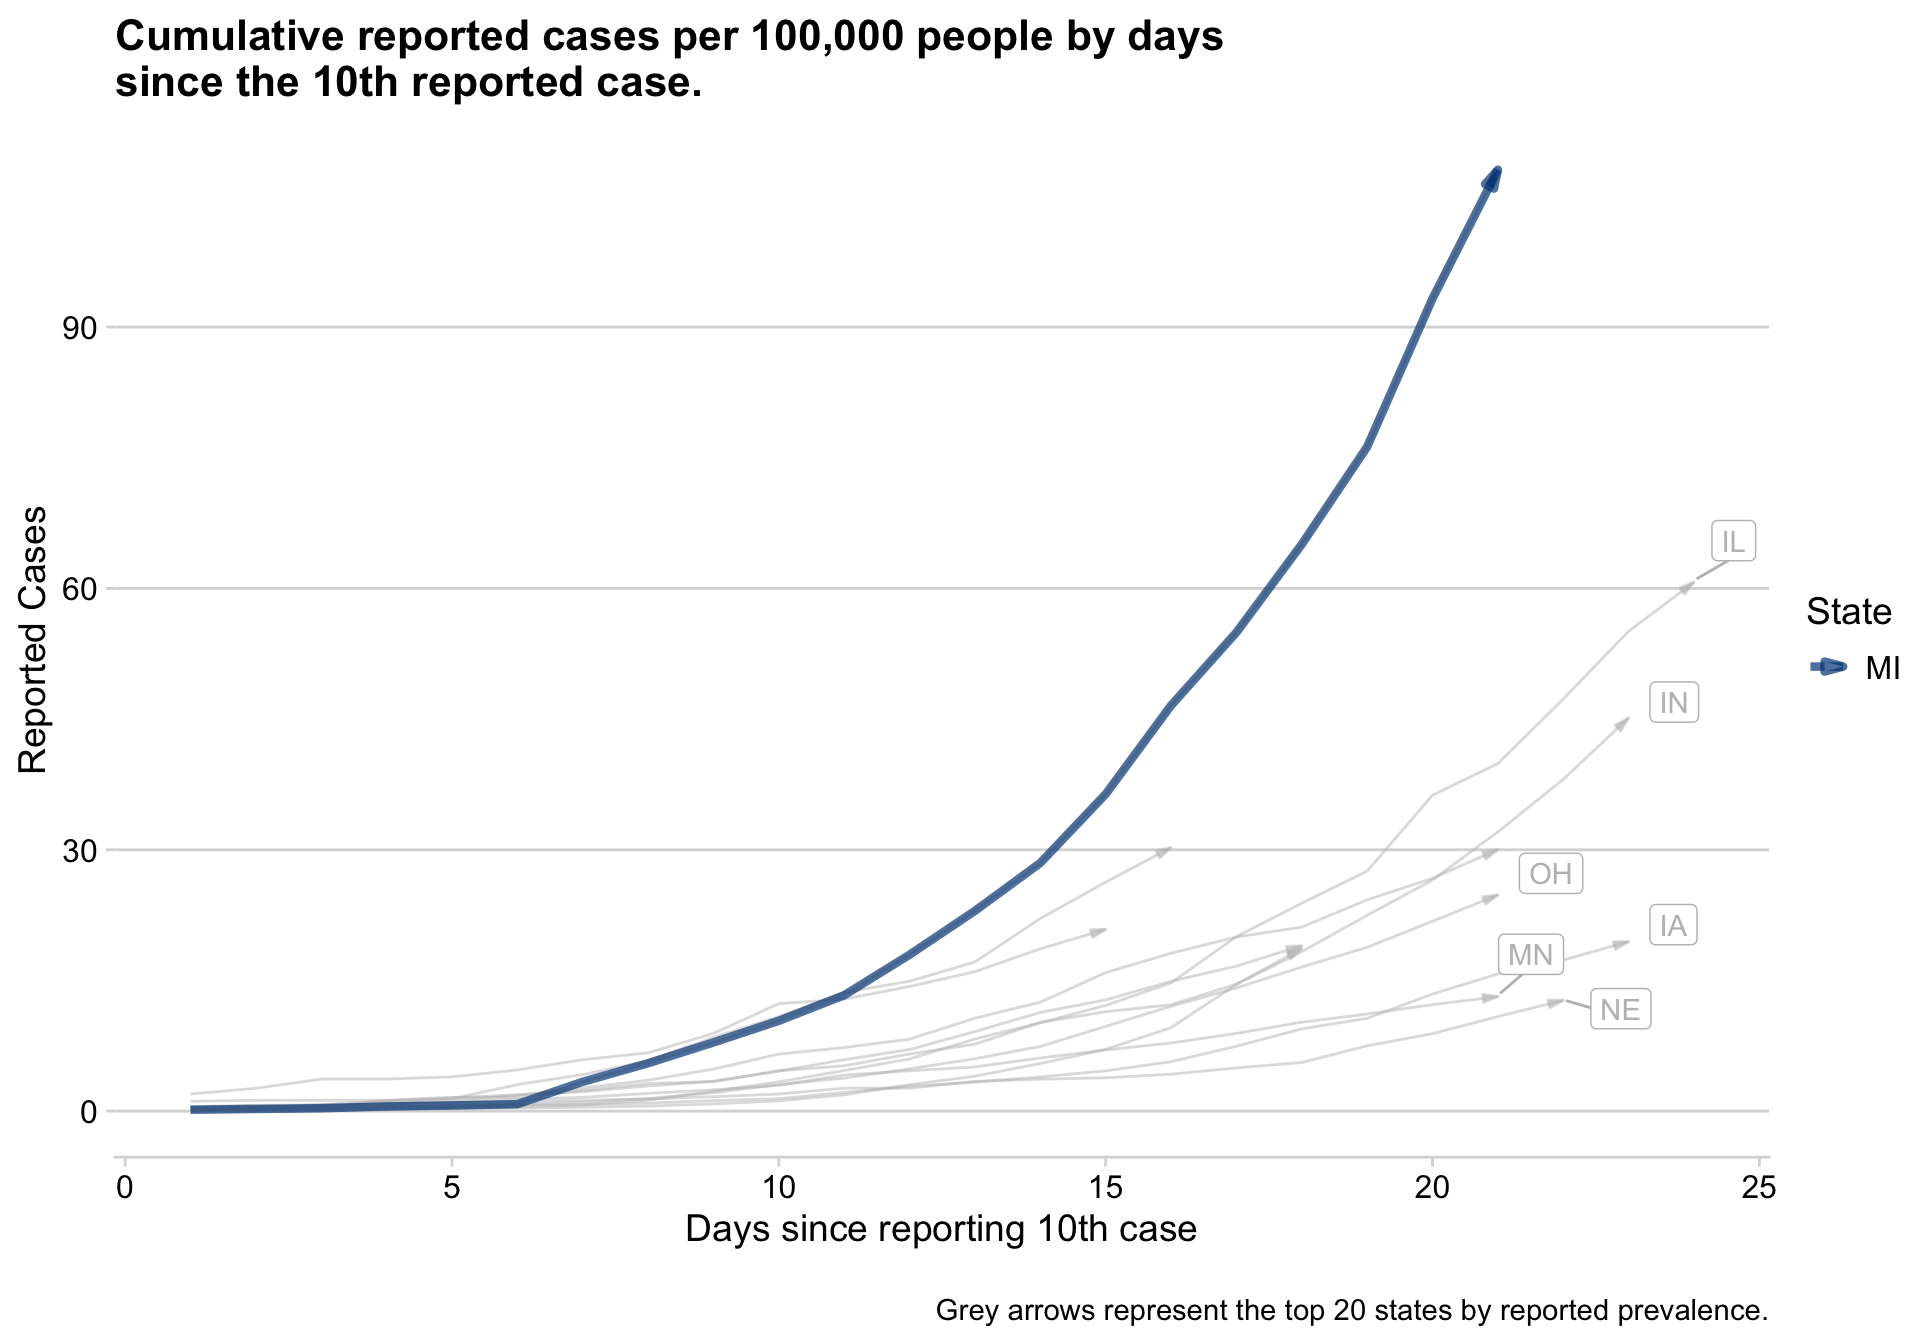 Cumulative reported cases per 100,000 people by days
since the 10th reported case.
90
60
30
0
Reported Cases
IL
IN
OH
IA
MN
NE
State
MI
0 5 10 15 20 25
Days since reporting 10th case
Grey arrows represent the top 20 states by reported prevalence.